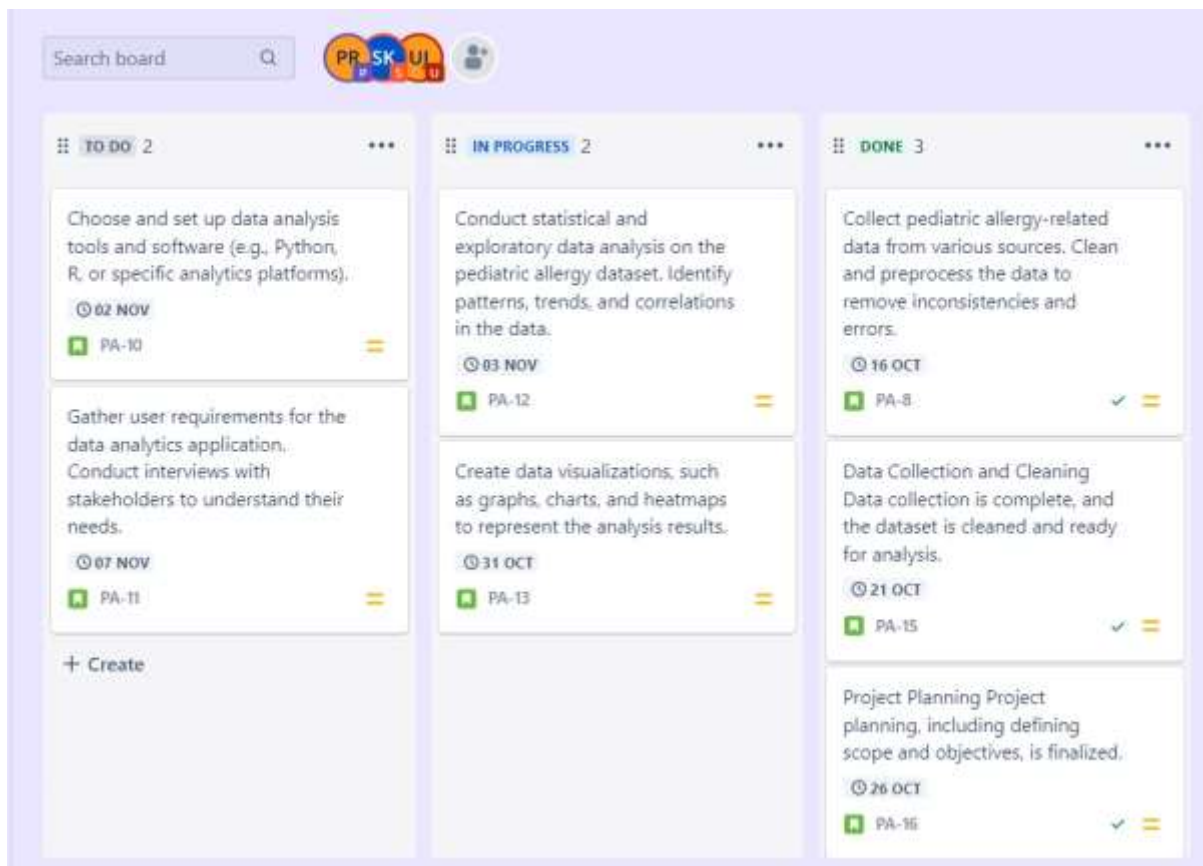 Search board
PR SK UI
P S U
TO DO 2
Choose and set up data analysis
tools and software (e.g., Python,
R, or specific analytics platforms).
02 NOV
PA-10
Gather user requirements for the
data analytics application.
Conduct interviews with
stakeholders to understand their
needs.
07 NOV
PA-11
+ Create
IN PROGRESS 2
Conduct statistical and
exploratory data analysis on the
pediatric allergy dataset. Identify
patterns, trends, and correlations
in the data.
03 NOV
PA-12
Create data visualizations, such
as graphs, charts, and heatmaps
to represent the analysis results.
31 OCT
PA-13
DONE 3
Collect pediatric allergy-related
data from various sources. Clean
and preprocess the data to
remove inconsistencies and
errors.
16 OCT
PA-8
Data Collection and Cleaning
Data collection is complete, and
the dataset is cleaned and ready
for analysis.
21 OCT
PA-15
Project Planning Project
planning, including defining
scope and objectives, is finalized.
26 OCT
PA-16